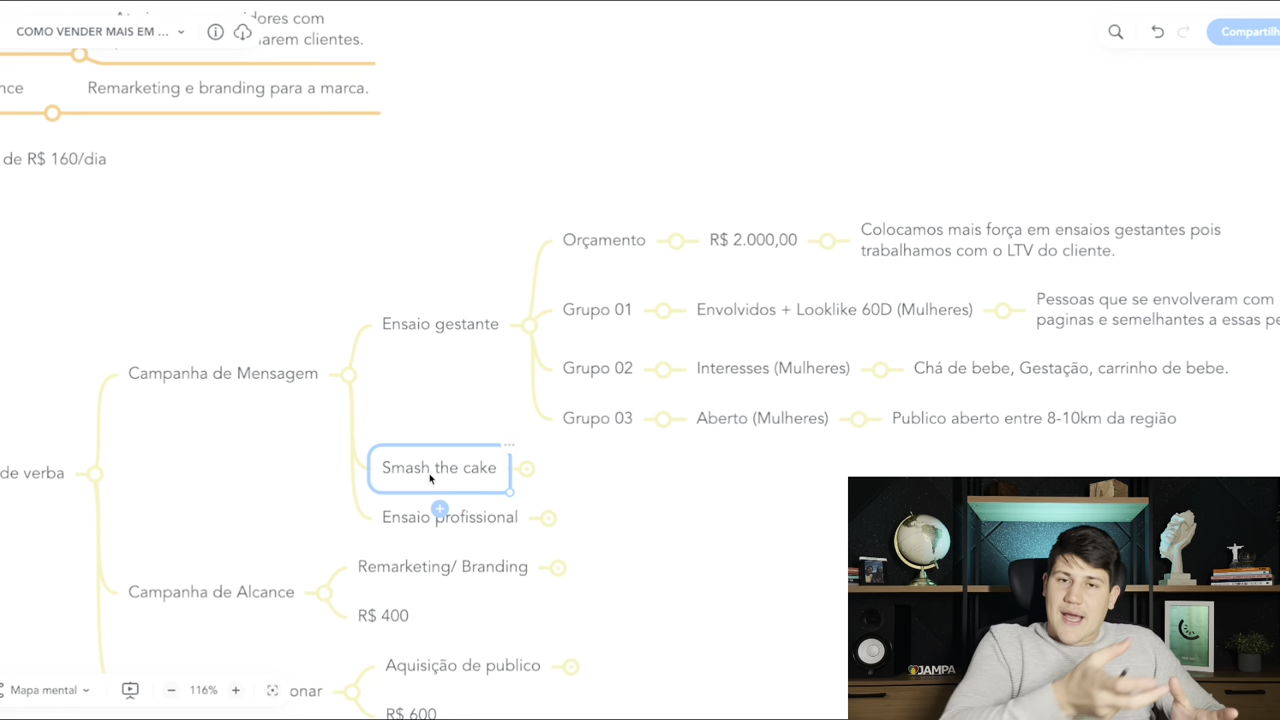 COMO VENDER MAIS EM ...
dores com
arem clientes.
nce
Remarketing e branding para a marca.
Compartilh
de R$ 160/dia
Orçamento
R$ 2.000,00
Colocamos mais força em ensaios gestantes pois
trabalhamos com o LTV do cliente.
Ensaio gestante
Grupo 01
Envolvidos + Looklike 60D (Mulheres)
Pessoas que se envolveram com
paginas e semelhantes a essas pe
Campanha de Mensagem
Grupo 02
Interesses (Mulheres)
Chá de bebe, Gestação, carrinho de bebe.
Grupo 03
Aberto (Mulheres)
Publico aberto entre 8-10km da região
de verba
Smash the cake
Ensaio profissional
Campanha de Alcance
Remarketing/ Branding
R$ 400
Aquisição de publico
onar
R$ 600
Mapa mental
116%
JAMPA